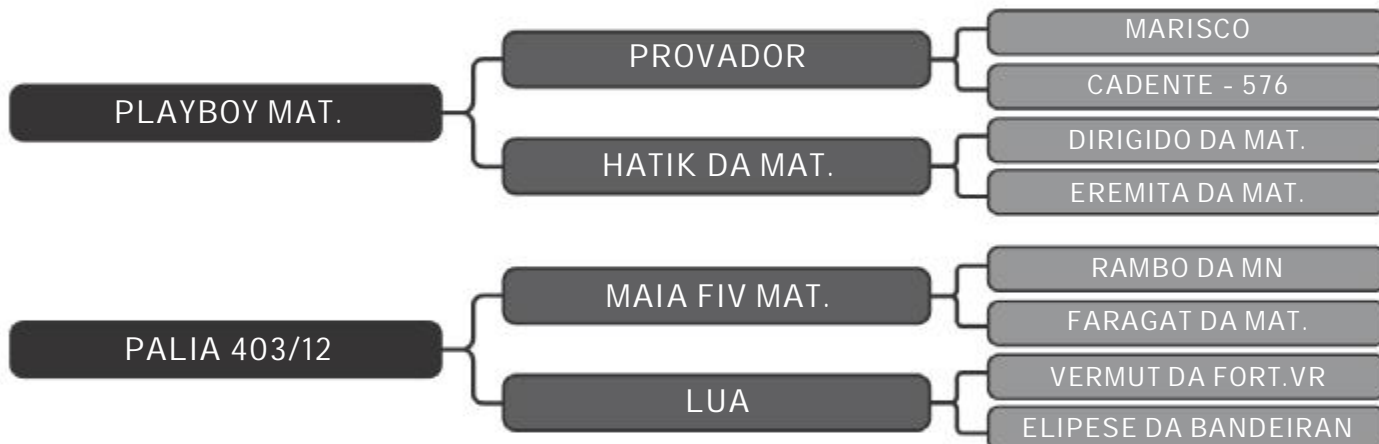 PLAYBOY MAT.
PROVADOR
MARISCO
CADENTE - 576
HATIK DA MAT.
DIRIGIDO DA MAT.
EREMITA DA MAT.
PALIA 403/12
MAIA FIV MAT.
RAMBO DA MN
FARAGAT DA MAT.
LUA
VERMUT DA FORT.VR
ELIPESE DA BANDEIRAN